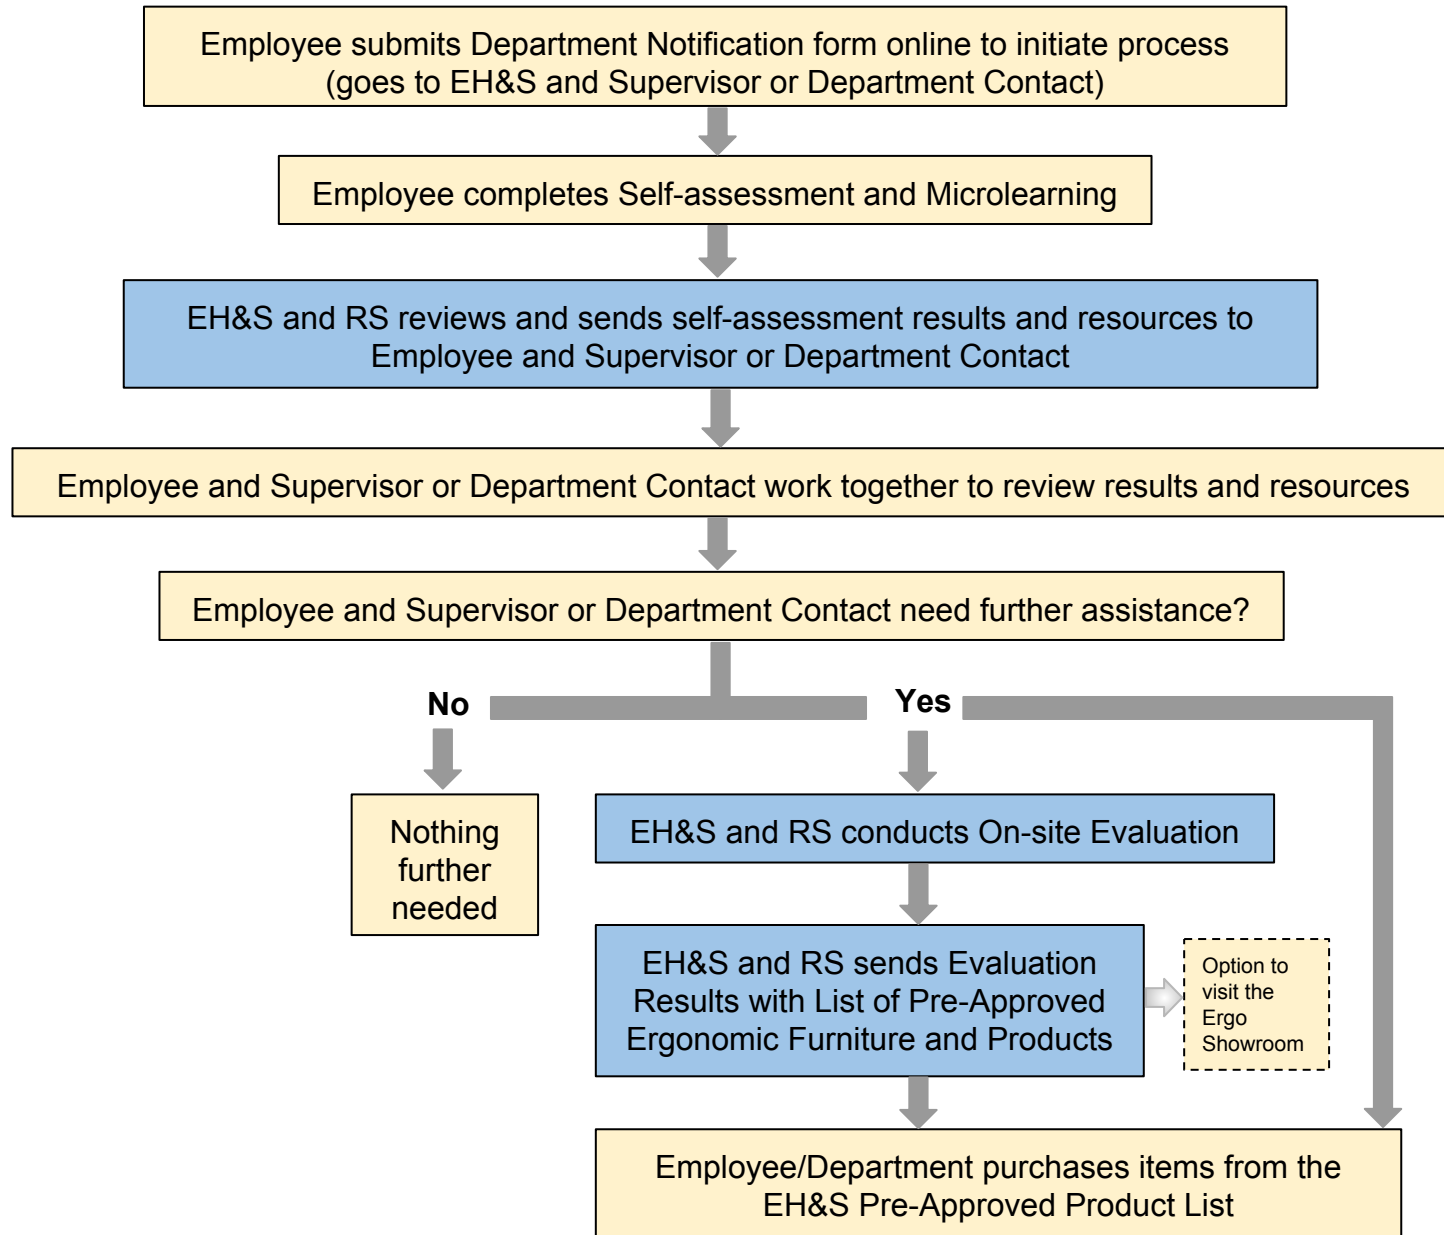 Employee submits Department Notification form online to initiate process
(goes to EH&S and Supervisor or Department Contact)
Employee completes Self-assessment and Microlearning
EH&S and RS reviews and sends self-assessment results and resources to
Employee and Supervisor or Department Contact
Employee and Supervisor or Department Contact work together to review results and resources
Employee and Supervisor or Department Contact need further assistance?
No
Yes
Nothing
further
needed
EH&S and RS conducts On-site Evaluation
EH&S and RS sends Evaluation
Results with List of Pre-Approved
Ergonomic Furniture and Products
Option to
visit the
Ergo
Showroom
Employee/Department purchases items from the
EH&S Pre-Approved Product List